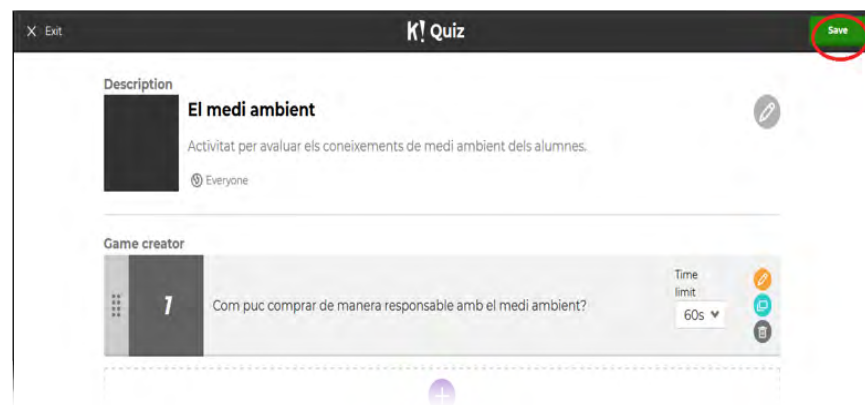 X Exit
K! Quiz
Save
Description
El medi ambient
Activitat per avaluar els coneixements de medi ambient dels alumnes.
Everyone
Game creator
1
Com puc comprar de manera responsable amb el medi ambient?
Time
limit
60s